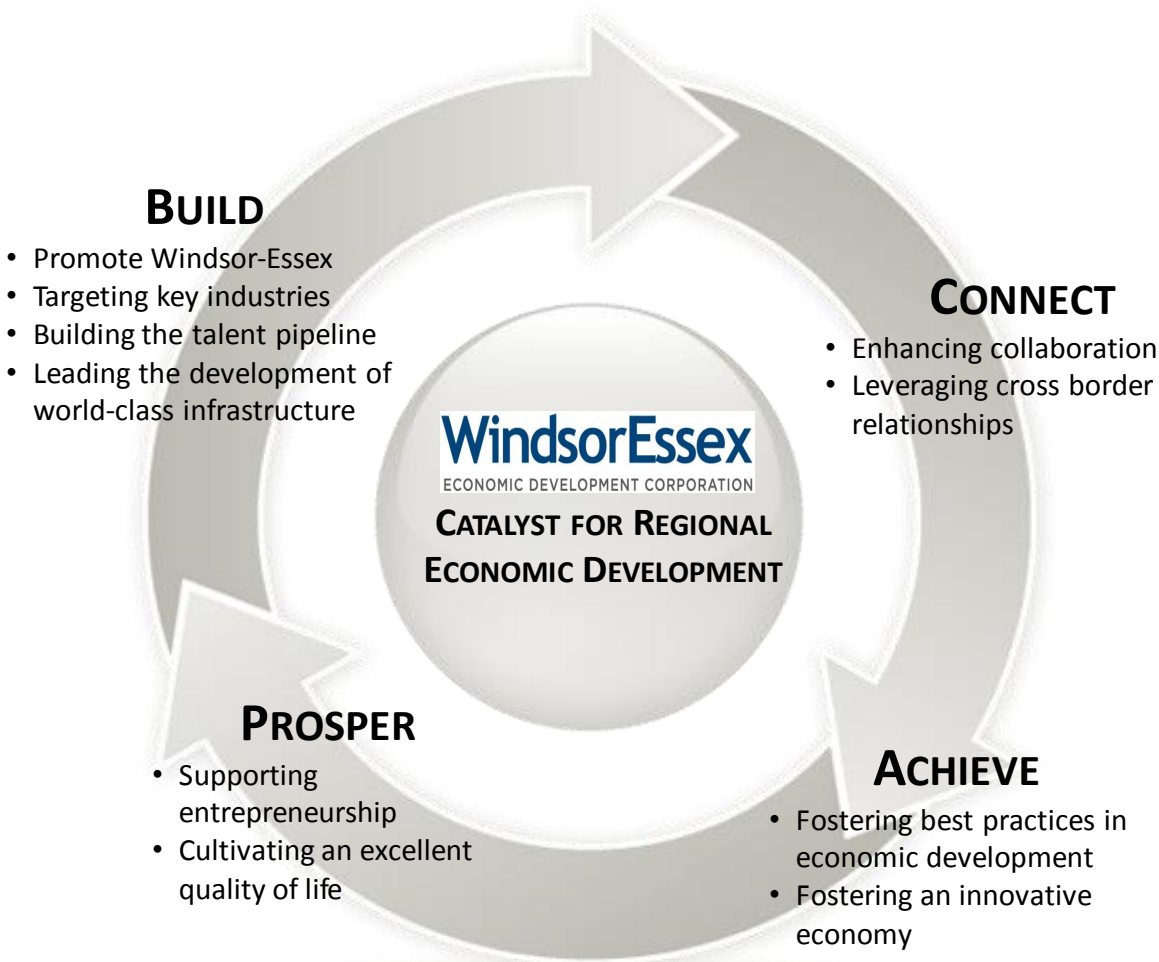 BUILD
• Promote Windsor-Essex
• Targeting key industries
• Building the talent pipeline
• Leading the development of
world-class infrastructure
CONNECT
• Enhancing collaboration
• Leveraging cross border
relationships
WindsorEssex
ECONOMIC DEVELOPMENT CORPORATION
CATALYST FOR REGIONAL
ECONOMIC DEVELOPMENT
PROSPER
• Supporting
entrepreneurship
• Cultivating an excellent
quality of life
ACHIEVE
• Fostering best practices in
economic development
• Fostering an innovative
economy